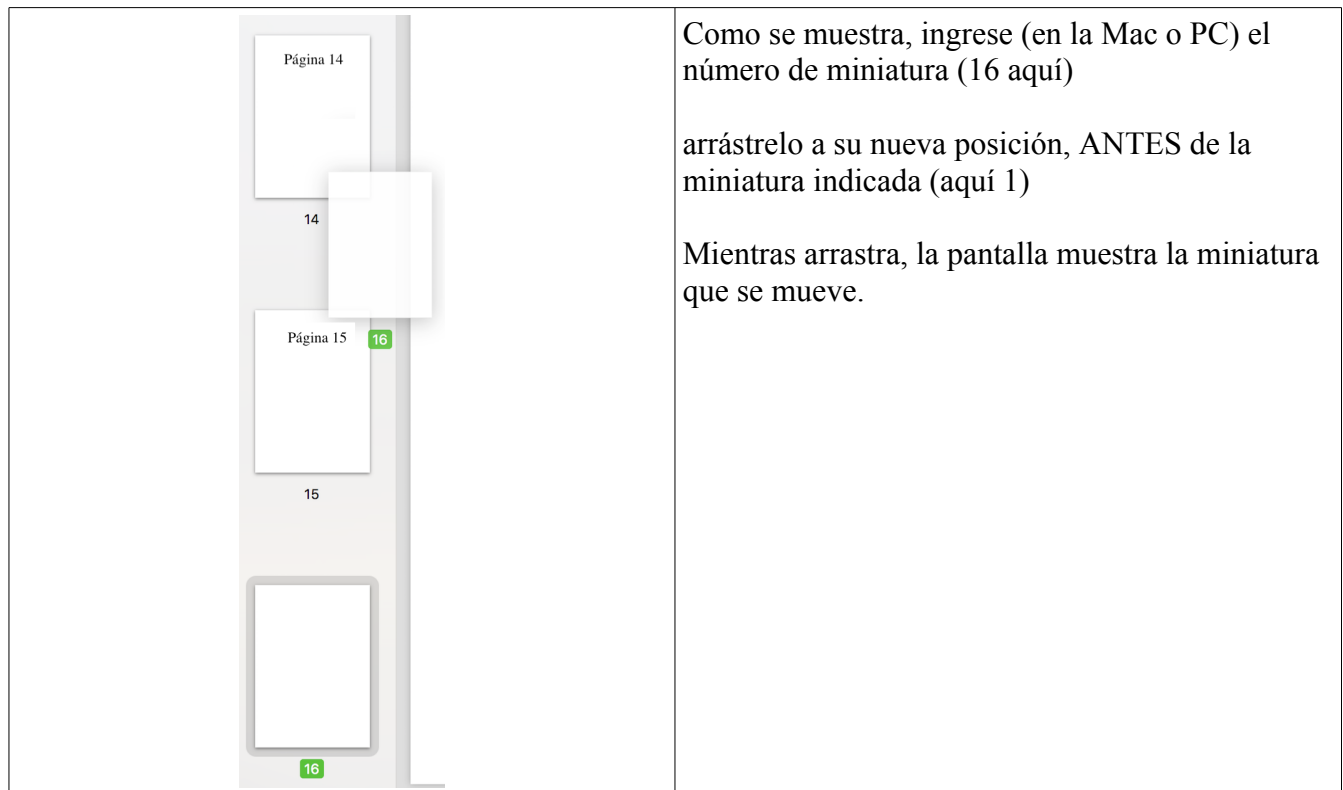 Página 14
14
Página 15
16
15
16
Como se muestra, ingrese (en la Mac o PC) el
número de miniatura (16 aquí)
arrástrelo a su nueva posición, ANTES de la
miniatura indicada (aquí 1)
Mientras arrastra, la pantalla muestra la miniatura
que se mueve.